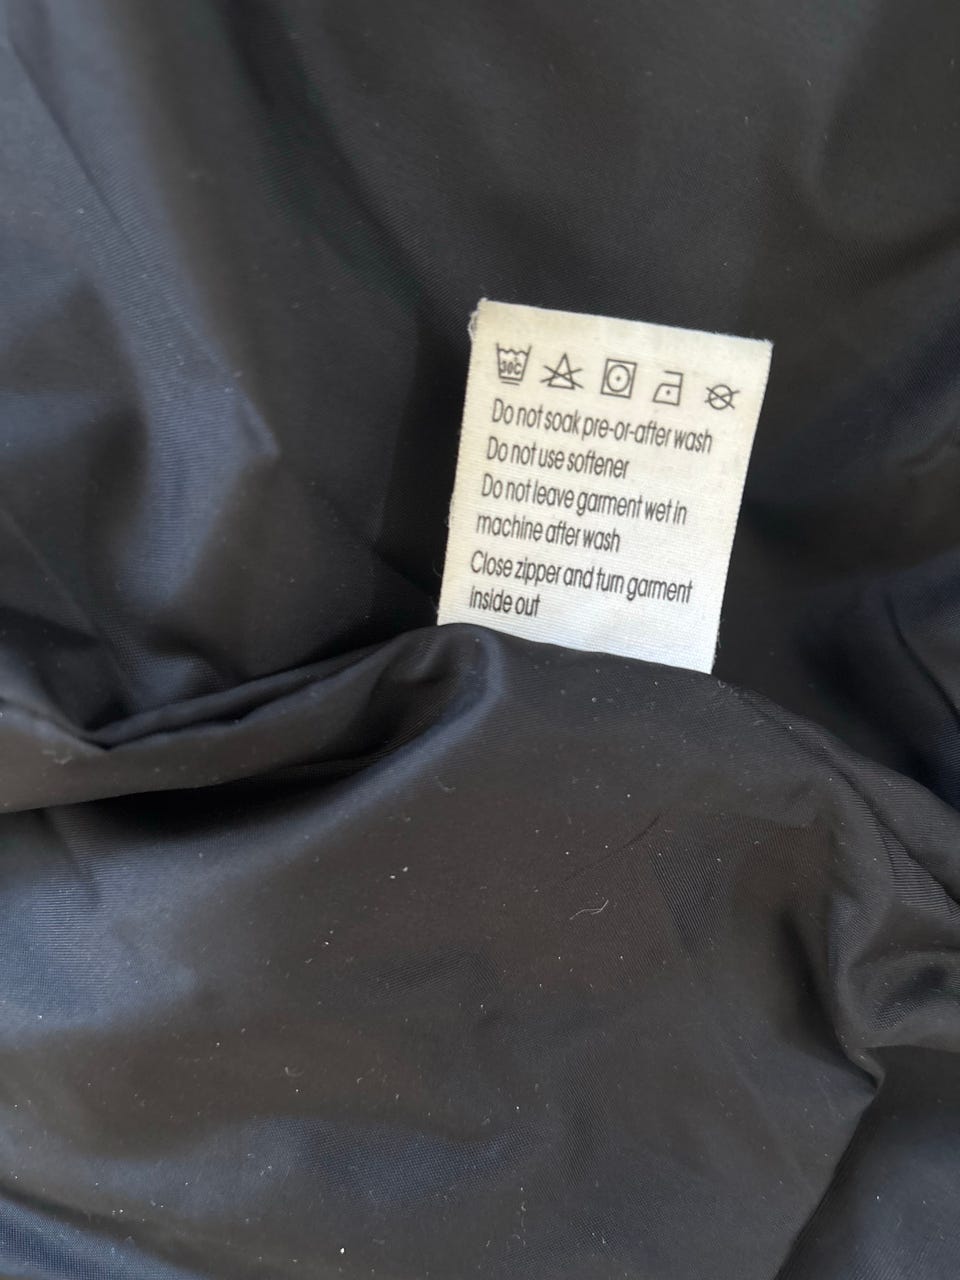 30C
Do not soak pre-or-after wash
Do not use softener
Do not leave garment wet in
machine after wash
Close zipper and turn garment
inside out